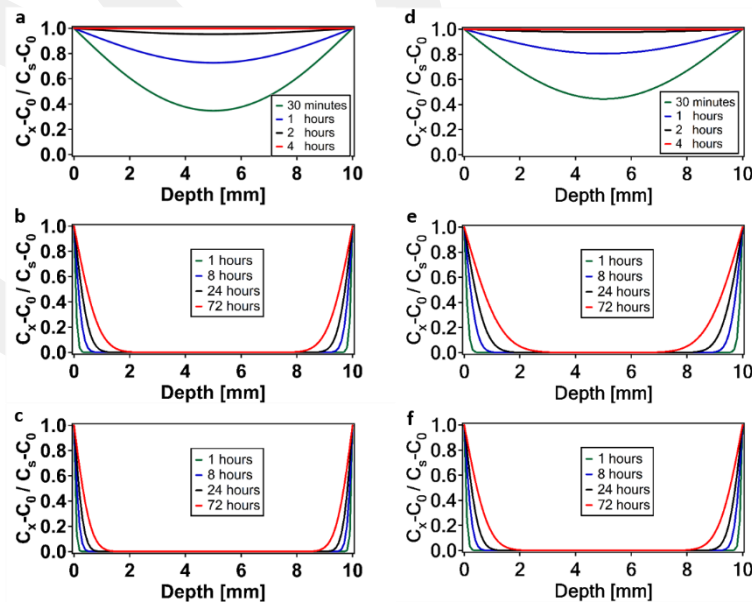 a
C_x-C_0 / C_s-C_0
1.0
0.8
0.6
0.4
0.2
0.0
30 minutes
1 hours
2 hours
4 hours
0 2 4 6 8 10
Depth [mm]
d
C_x-C_0 / C_s-C_0
1.0
0.8
0.6
0.4
0.2
0.0
30 minutes
1 hours
2 hours
4 hours
0 2 4 6 8 10
Depth [mm]
b
C_x-C_0 / C_s-C_0
1.0
0.8
0.6
0.4
0.2
0.0
1 hours
8 hours
24 hours
72 hours
0 2 4 6 8 10
Depth [mm]
e
C_x-C_0 / C_s-C_0
1.0
0.8
0.6
0.4
0.2
0.0
1 hours
8 hours
24 hours
72 hours
0 2 4 6 8 10
Depth [mm]
c
C_x-C_0 / C_s-C_0
1.0
0.8
0.6
0.4
0.2
0.0
1 hours
8 hours
24 hours
72 hours
0 2 4 6 8 10
Depth [mm]
f
C_x-C_0 / C_s-C_0
1.0
0.8
0.6
0.4
0.2
0.0
1 hours
8 hours
24 hours
72 hours
0 2 4 6 8 10
Depth [mm]